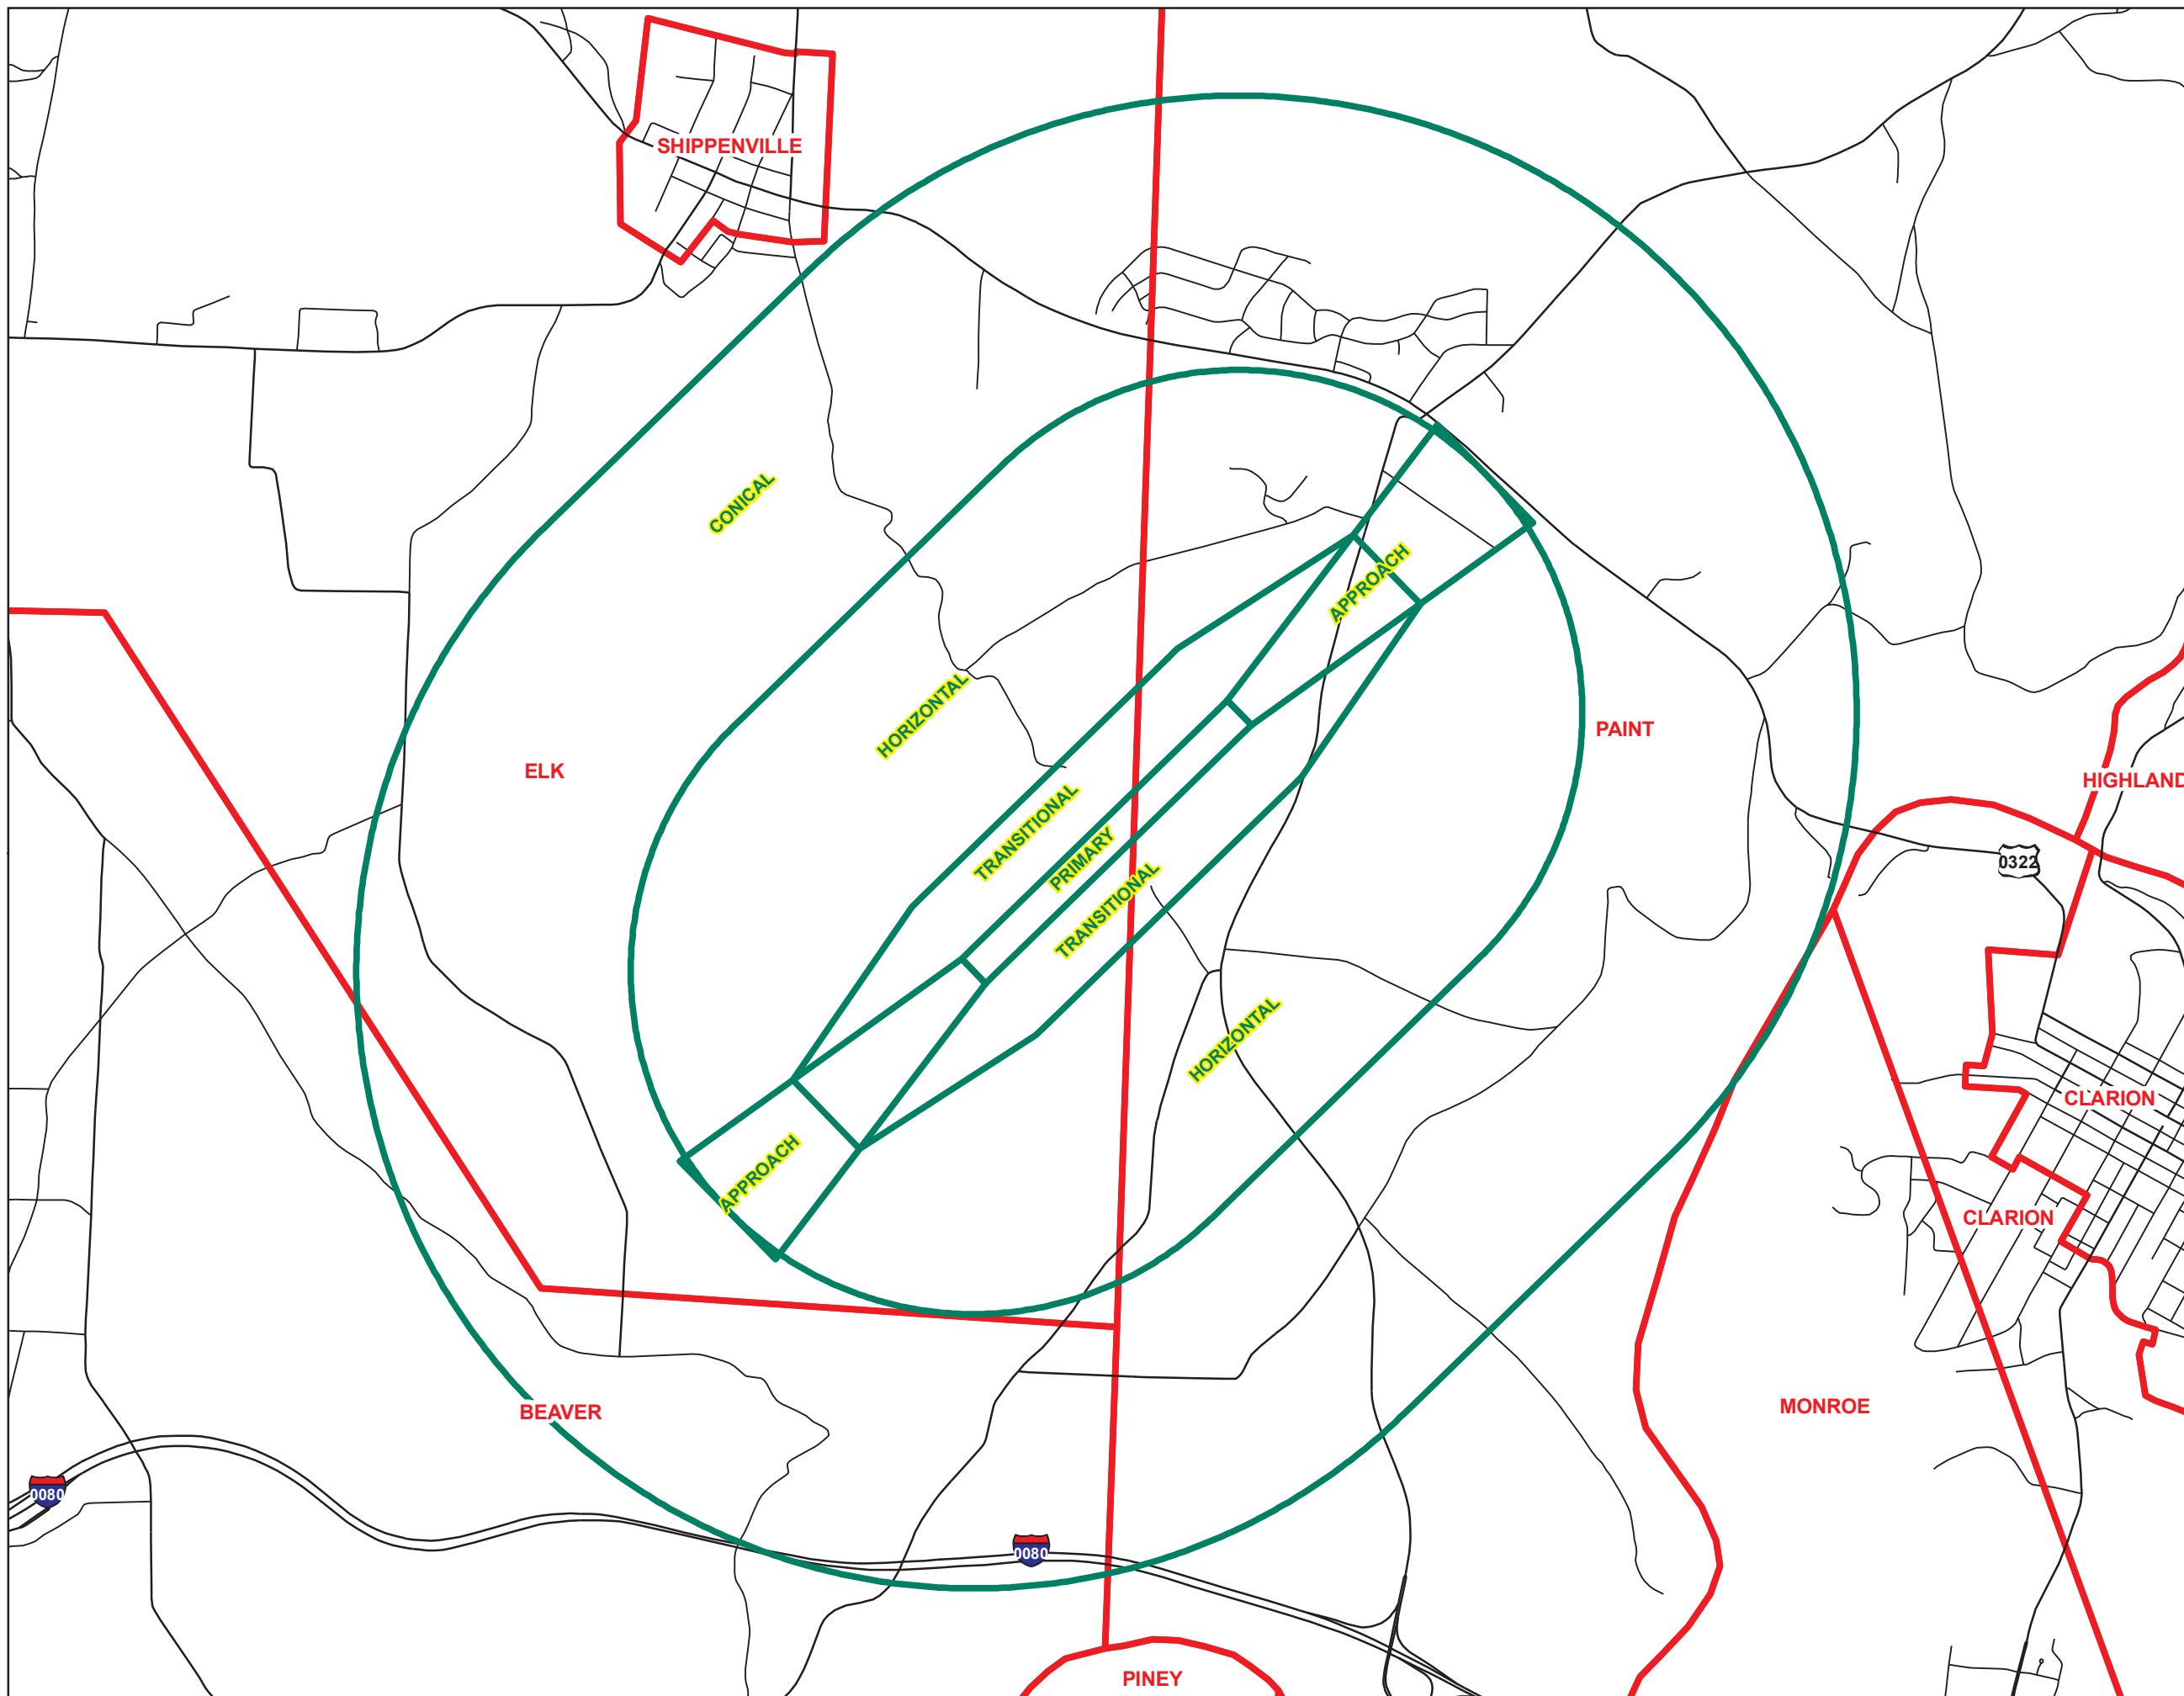 SHIPPENVILLE
CONICAL
APPROACH
HORIZONTAL
PAINT
ELK
HIGHLAND
TRANSITIONAL
PRIMARY
0322
TRANSITIONAL
HORIZONTAL
CLARION
APPROACH
CLARION
MONROE
BEAVER
0080
0080
PINEY